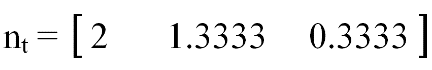 nₜ = [ 2 1.3333 0.3333 ]